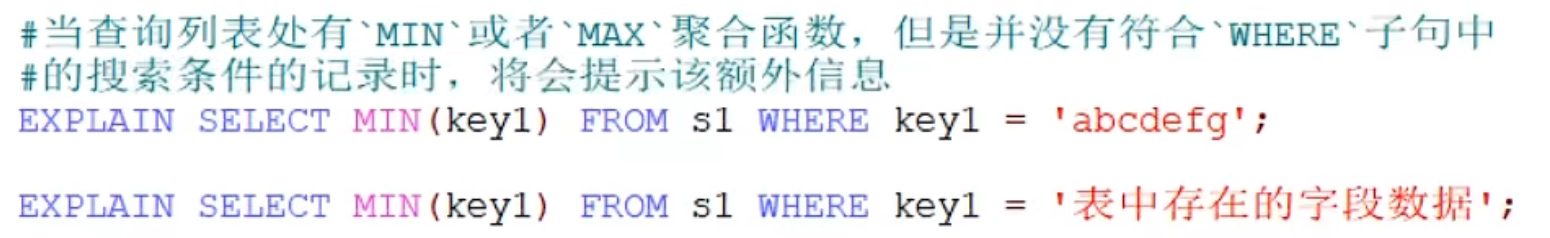 #当查询列表处有`MIN`或者`MAX`聚合函数，但是并没有符合`WHERE`子句中
#的搜索条件的记录时，将会提示该额外信息
EXPLAIN SELECT MIN(key1) FROM s1 WHERE key1 = 'abcdefg';
EXPLAIN SELECT MIN(key1) FROM s1 WHERE key1 = '表中存在的字段数据';